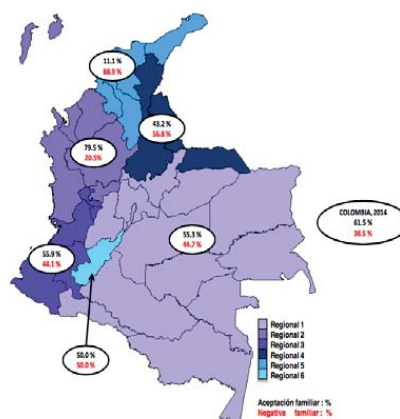 11.1 %
88.9 %
43.2 %
56.8 %
79.5 %
20.5%
COLOMBIA, 2014
61.5 %
38.5 %
55.3 %
44.7 %
55.9 %
44.1 %
50.0 %
50.0 %
Regional 1
Regional 2
Regional 3
Regional 4
Regional 5
Regional 6
Aceptación familiar : %
Negativa familiar : %